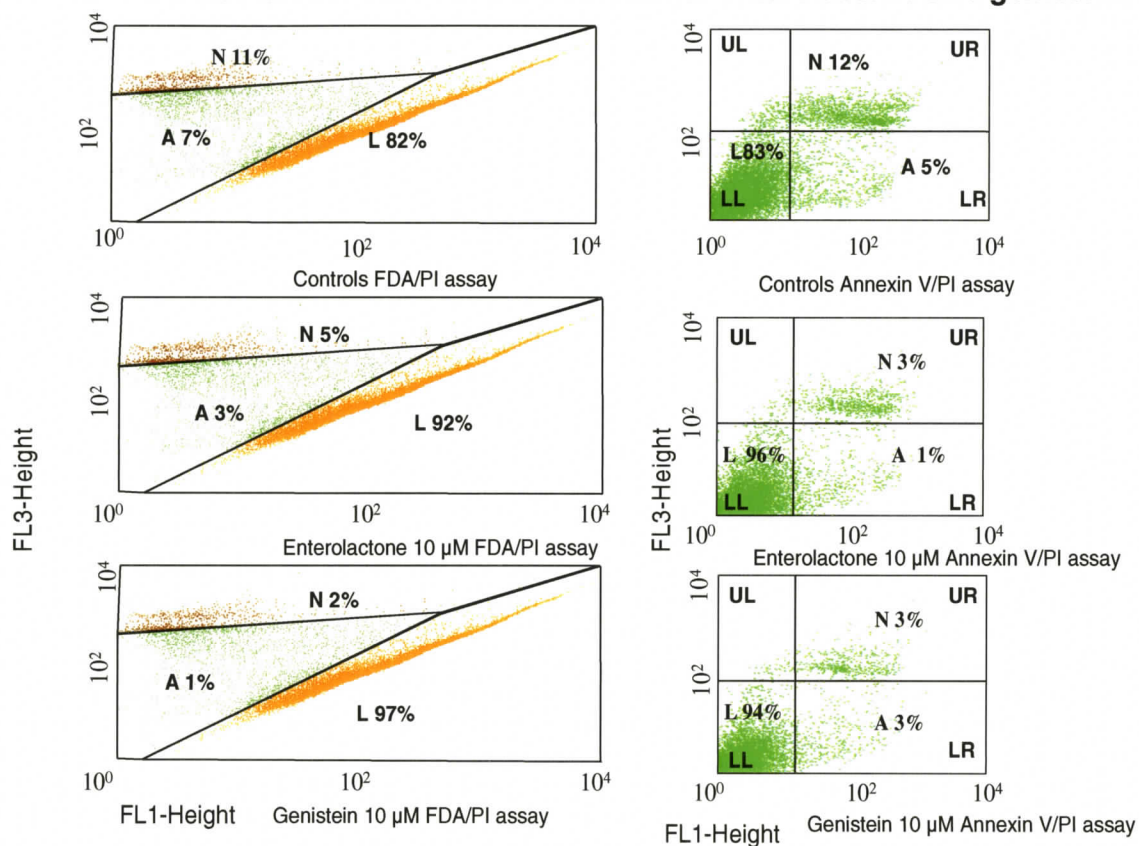 10⁴
N 11%
10²
A 7%
L 82%
10⁰ 10² 10⁴
Controls FDA/PI assay
10⁴
UL
N 12%
UR
10²
L83%
A 5%
LL
LR
10⁰ 10² 10⁴
Controls Annexin V/PI assay
10⁴
N 5%
10²
A 3%
L 92%
10⁰ 10² 10⁴
Enterolactone 10 µM FDA/PI assay
FL3-Height
10⁴
UL
UR
N 3%
10²
L 96%
A 1%
LL
LR
10⁰ 10² 10⁴
Enterolactone 10 µM Annexin V/PI assay
FL3-Height
10⁴
N 2%
10²
A 1%
L 97%
10⁰ 10² 10⁴
FL1-Height
Genistein 10 µM FDA/PI assay
10⁴
UL
UR
N 3%
10²
L 94%
A 3%
LL
LR
10⁰ 10² 10⁴
FL1-Height
Genistein 10 µM Annexin V/PI assay